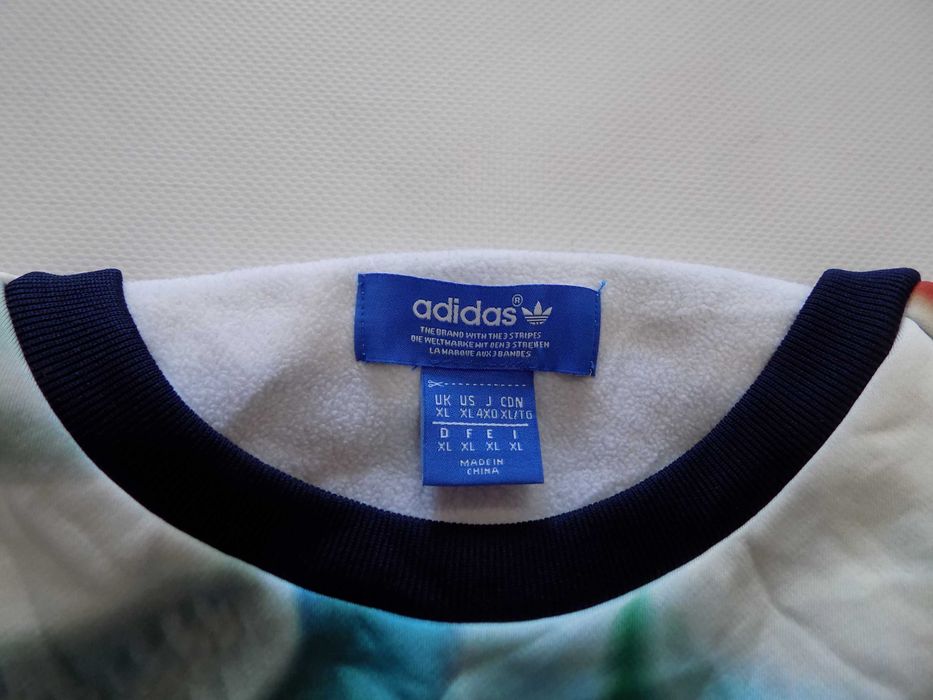 adidas®
THE BRAND WITH THE 3 STRIPES
DIE WELTMARKE MIT DEN 3 STREIFEN
LA MARQUE AUX 3 BANDES
UK US J CDN
XL XL 4XO XL/TG
D F E I
XL XL XL XL
MADE IN
CHINA